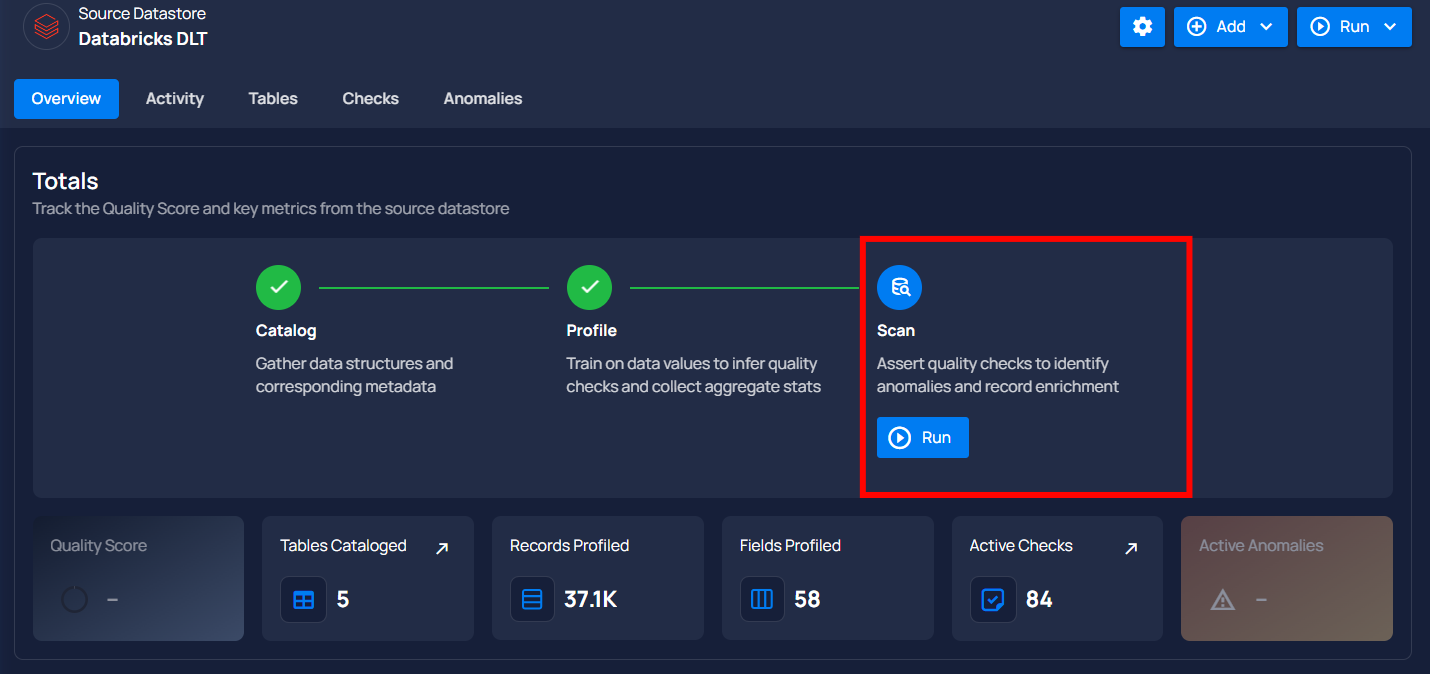 Source Datastore
Databricks DLT
Add
Run
Overview
Activity
Tables
Checks
Anomalies
Totals
Track the Quality Score and key metrics from the source datastore
Catalog
Gather data structures and
corresponding metadata
Profile
Train on data values to infer quality
checks and collect aggregate stats
Scan
Assert quality checks to identify
anomalies and record enrichment
Run
Quality Score
–
Tables Cataloged
5
Records Profiled
37.1K
Fields Profiled
58
Active Checks
84
Active Anomalies
–